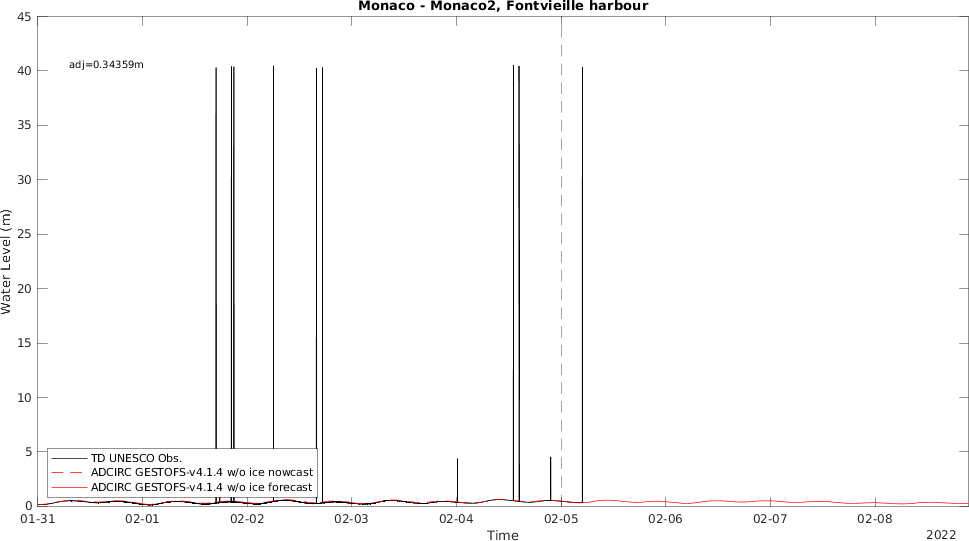 Monaco - Monaco2, Fontvieille harbour
adj=0.34359m
Water Level (m)
45
40
35
30
25
20
15
10
5
0
TD UNESCO Obs.
ADCIRC GESTOFS-v4.1.4 w/o ice nowcast
ADCIRC GESTOFS-v4.1.4 w/o ice forecast
01-31 02-01 02-02 02-03 02-04 02-05 02-06 02-07 02-08
Time
2022